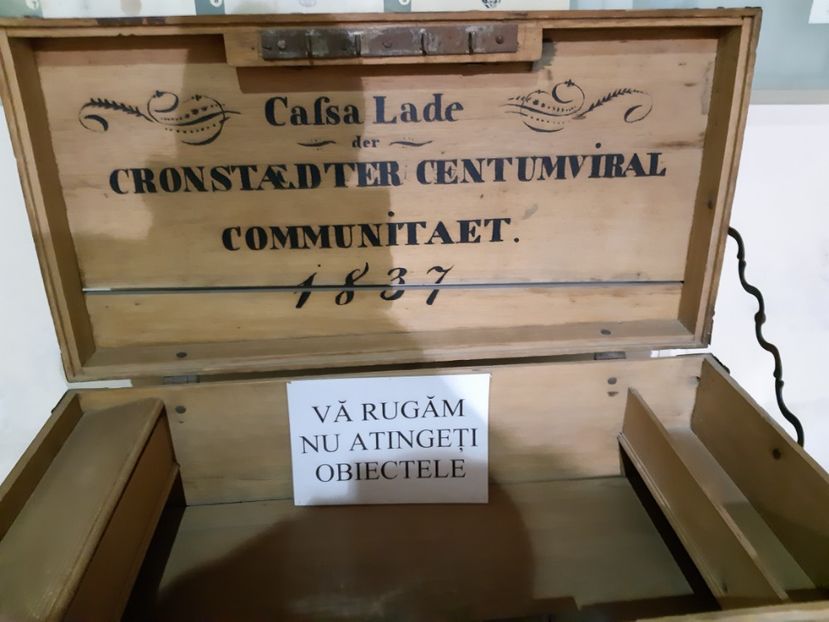 Caſsa Lade
der
CRONSTÆDTER CENTUMViRAL
COMMUNiTAET.
1837
VĂ RUGĂM
NU ATINGEȚI
OBIECTELE